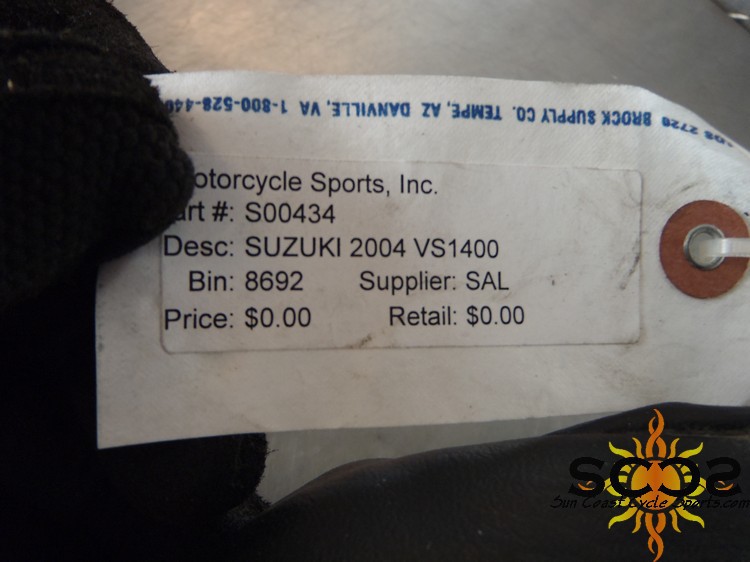 2720 BROCK SUPPLY CO. TEMPE, AZ DANVILLE, VA 1-800-528-44
otorcycle Sports, Inc.
art #: S00434
Desc: SUZUKI 2004 VS1400
Bin: 8692 Supplier: SAL
Price: $0.00 Retail: $0.00
SCCS
Sun Coast Cycle Sports.com